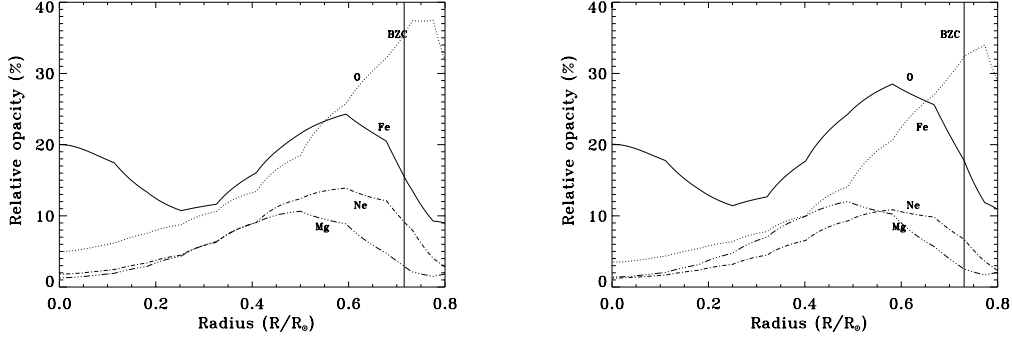 40
30
20
10
0
Relative opacity (%)
BZC
O
Fe
Ne
Mg
0.0 0.2 0.4 0.6 0.8
Radius (R/R☉)
40
30
20
10
0
Relative opacity (%)
BZC
O
Fe
Ne
Mg
0.0 0.2 0.4 0.6 0.8
Radius (R/R☉)